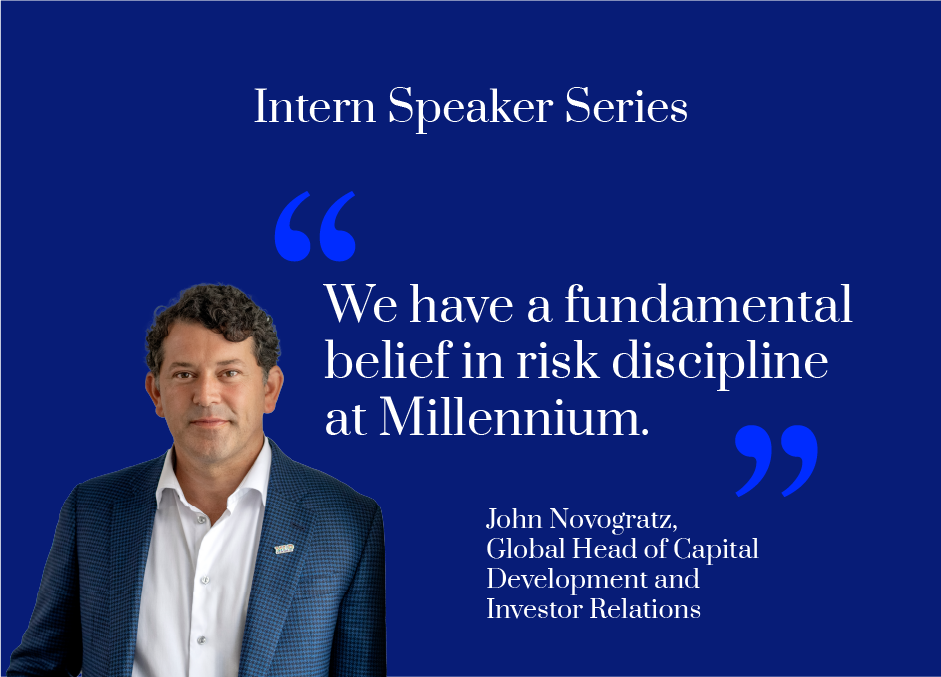 Intern Speaker Series
“
We have a fundamental
belief in risk discipline
at Millennium.
”
John Novogratz,
Global Head of Capital
Development and
Investor Relations